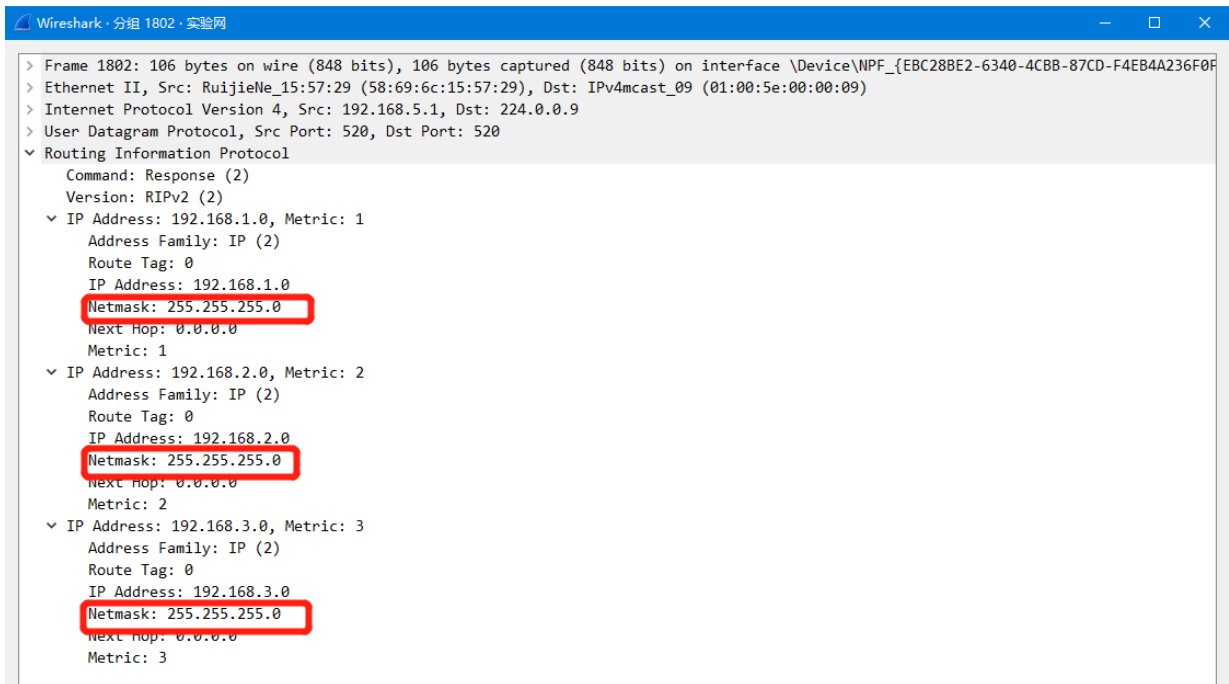 Wireshark · 分组 1802 · 实验网
Frame 1802: 106 bytes on wire (848 bits), 106 bytes captured (848 bits) on interface \Device\NPF_{EBC28BE2-6340-4CBB-87CD-F4EB4A236F0F
Ethernet II, Src: RuijieNe_15:57:29 (58:69:6c:15:57:29), Dst: IPv4mcast_09 (01:00:5e:00:00:09)
Internet Protocol Version 4, Src: 192.168.5.1, Dst: 224.0.0.9
User Datagram Protocol, Src Port: 520, Dst Port: 520
Routing Information Protocol
Command: Response (2)
Version: RIPv2 (2)
IP Address: 192.168.1.0, Metric: 1
Address Family: IP (2)
Route Tag: 0
IP Address: 192.168.1.0
Netmask: 255.255.255.0
Next Hop: 0.0.0.0
Metric: 1
IP Address: 192.168.2.0, Metric: 2
Address Family: IP (2)
Route Tag: 0
IP Address: 192.168.2.0
Netmask: 255.255.255.0
Next Hop: 0.0.0.0
Metric: 2
IP Address: 192.168.3.0, Metric: 3
Address Family: IP (2)
Route Tag: 0
IP Address: 192.168.3.0
Netmask: 255.255.255.0
Next Hop: 0.0.0.0
Metric: 3